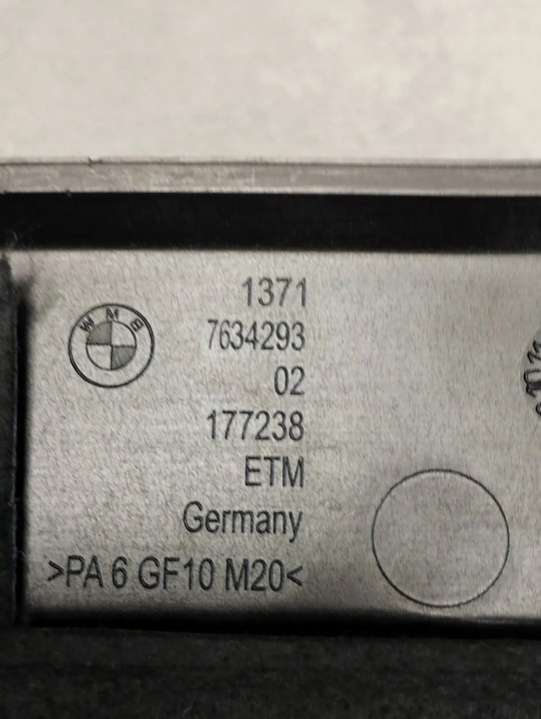 1371
BMW
7634293
02
177238
ETM
Germany
>PA 6 GF10 M20<